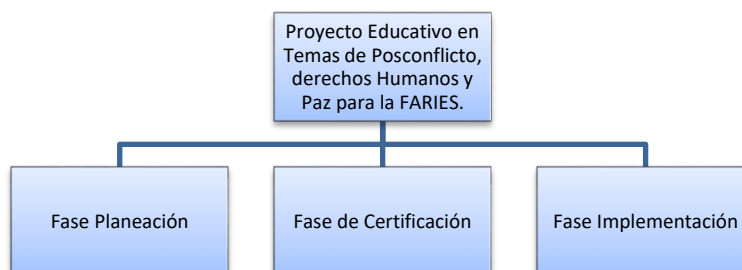 Proyecto Educativo en
Temas de Posconflicto,
derechos Humanos y
Paz para la FARIES.
Fase Planeación
Fase de Certificación
Fase Implementación